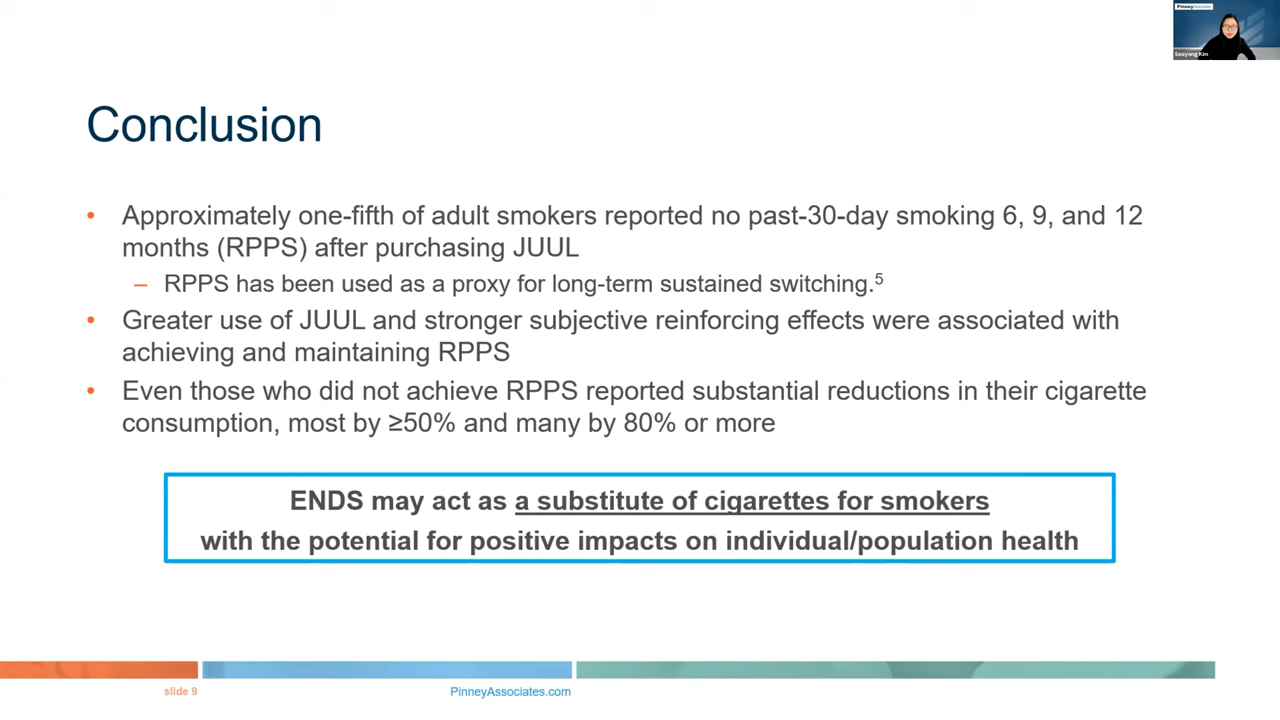 PinneyAssociates
Sooyong Kim
Conclusion
• Approximately one-fifth of adult smokers reported no past-30-day smoking 6, 9, and 12
months (RPPS) after purchasing JUUL
– RPPS has been used as a proxy for long-term sustained switching.⁵
• Greater use of JUUL and stronger subjective reinforcing effects were associated with
achieving and maintaining RPPS
• Even those who did not achieve RPPS reported substantial reductions in their cigarette
consumption, most by ≥50% and many by 80% or more
ENDS may act as a substitute of cigarettes for smokers
with the potential for positive impacts on individual/population health
slide 9
PinneyAssociates.com